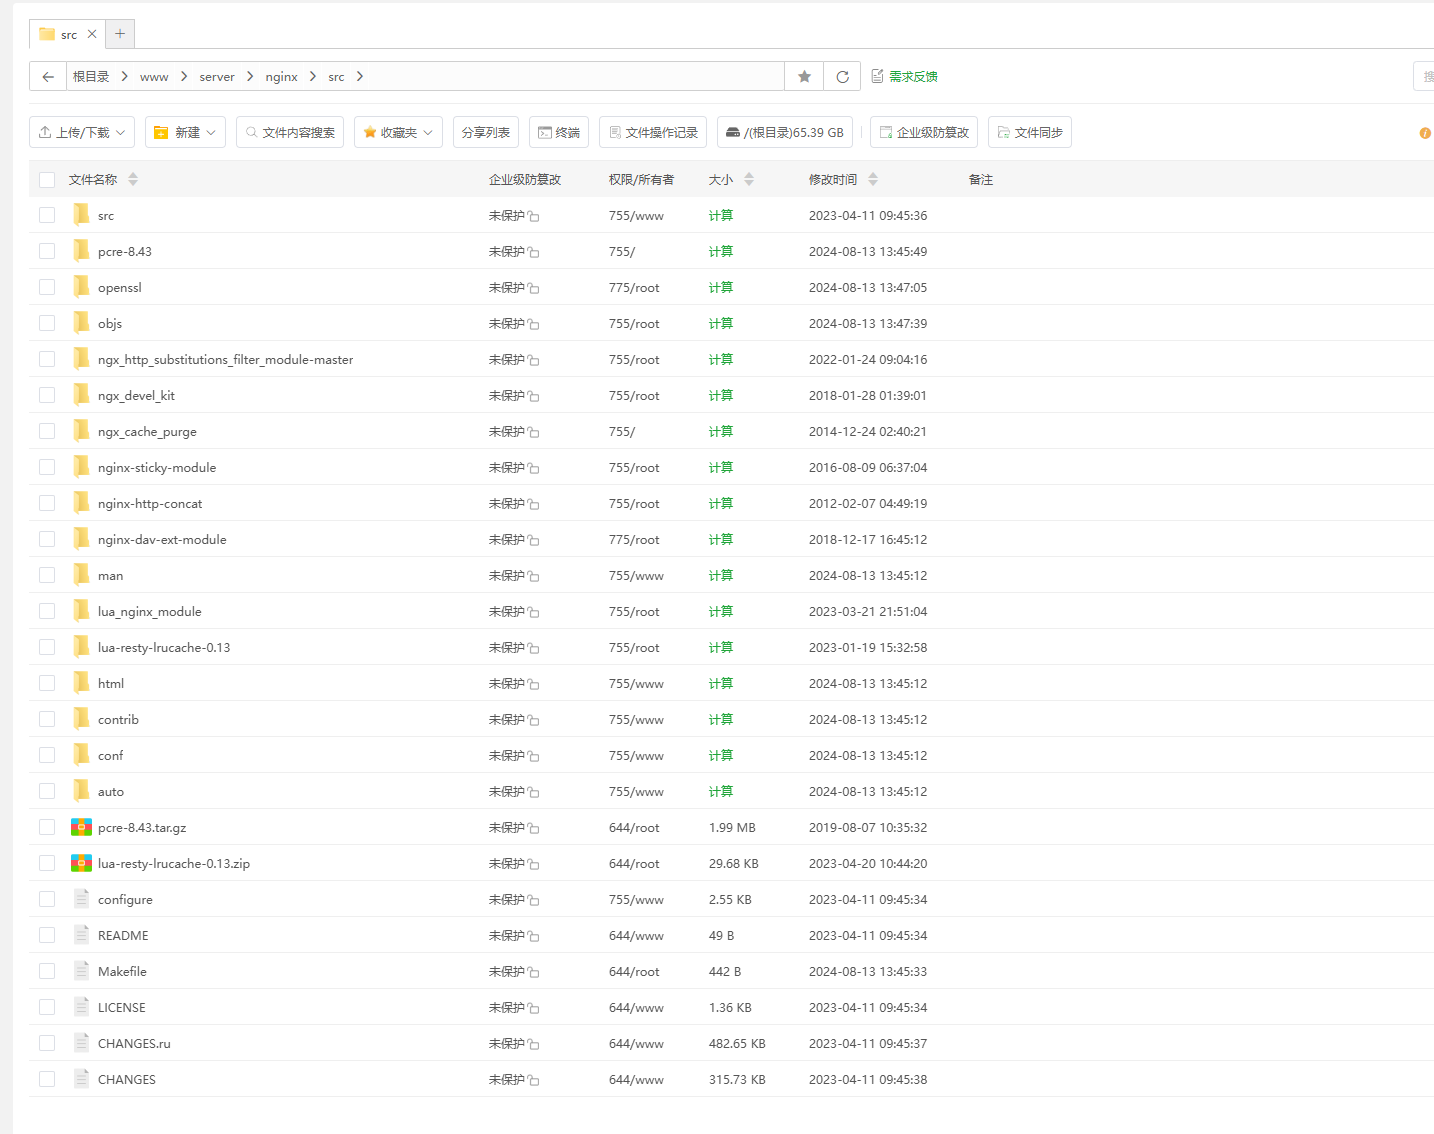 src
根目录 www server nginx src 需求反馈
上传/下载 新建 文件内容搜索 收藏夹 分享列表 终端 文件操作记录 /(根目录)65.39 GB 企业级防篡改 文件同步
文件名称 企业级防篡改 权限/所有者 大小 修改时间 备注
src 未保护 755/www 计算 2023-04-11 09:45:36
pcre-8.43 未保护 755/ 计算 2024-08-13 13:45:49
openssl 未保护 775/root 计算 2024-08-13 13:47:05
objs 未保护 755/root 计算 2024-08-13 13:47:39
ngx_http_substitutions_filter_module-master 未保护 755/root 计算 2022-01-24 09:04:16
ngx_devel_kit 未保护 755/root 计算 2018-01-28 01:39:01
ngx_cache_purge 未保护 755/ 计算 2014-12-24 02:40:21
nginx-sticky-module 未保护 755/root 计算 2016-08-09 06:37:04
nginx-http-concat 未保护 755/root 计算 2012-02-07 04:49:19
nginx-dav-ext-module 未保护 775/root 计算 2018-12-17 16:45:12
man 未保护 755/www 计算 2024-08-13 13:45:12
lua_nginx_module 未保护 755/root 计算 2023-03-21 21:51:04
lua-resty-lrucache-0.13 未保护 755/root 计算 2023-01-19 15:32:58
html 未保护 755/www 计算 2024-08-13 13:45:12
contrib 未保护 755/www 计算 2024-08-13 13:45:12
conf 未保护 755/www 计算 2024-08-13 13:45:12
auto 未保护 755/www 计算 2024-08-13 13:45:12
pcre-8.43.tar.gz 未保护 644/root 1.99 MB 2019-08-07 10:35:32
lua-resty-lrucache-0.13.zip 未保护 644/root 29.68 KB 2023-04-20 10:44:20
configure 未保护 755/www 2.55 KB 2023-04-11 09:45:34
README 未保护 644/www 49 B 2023-04-11 09:45:34
Makefile 未保护 644/root 442 B 2024-08-13 13:45:33
LICENSE 未保护 644/www 1.36 KB 2023-04-11 09:45:34
CHANGES.ru 未保护 644/www 482.65 KB 2023-04-11 09:45:37
CHANGES 未保护 644/www 315.73 KB 2023-04-11 09:45:38